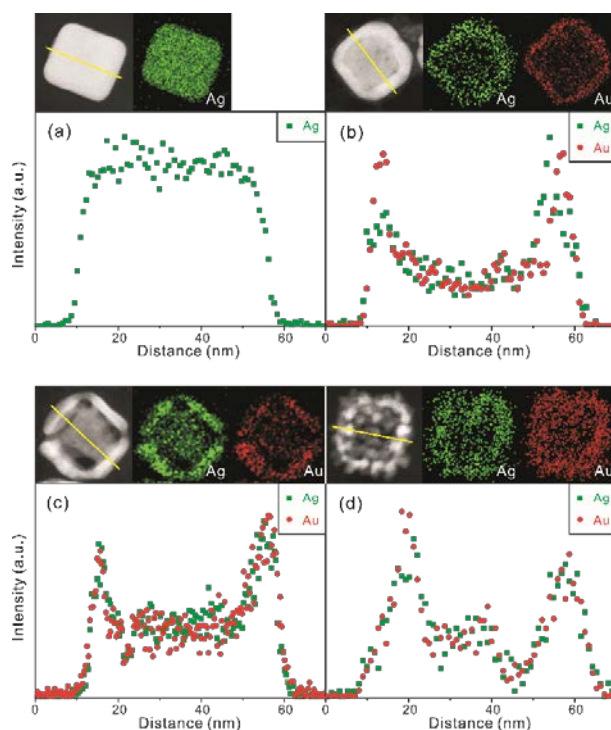 Ag
Ag Au
(a) Ag
(b) Ag
Au
Intensity (a.u.)
0 20 40 60
0 20 40 60
Distance (nm)
Distance (nm)
Ag Au
Ag Au
(c) Ag
Au
(d) Ag
Au
Intensity (a.u.)
0 20 40 60
0 20 40 60
Distance (nm)
Distance (nm)